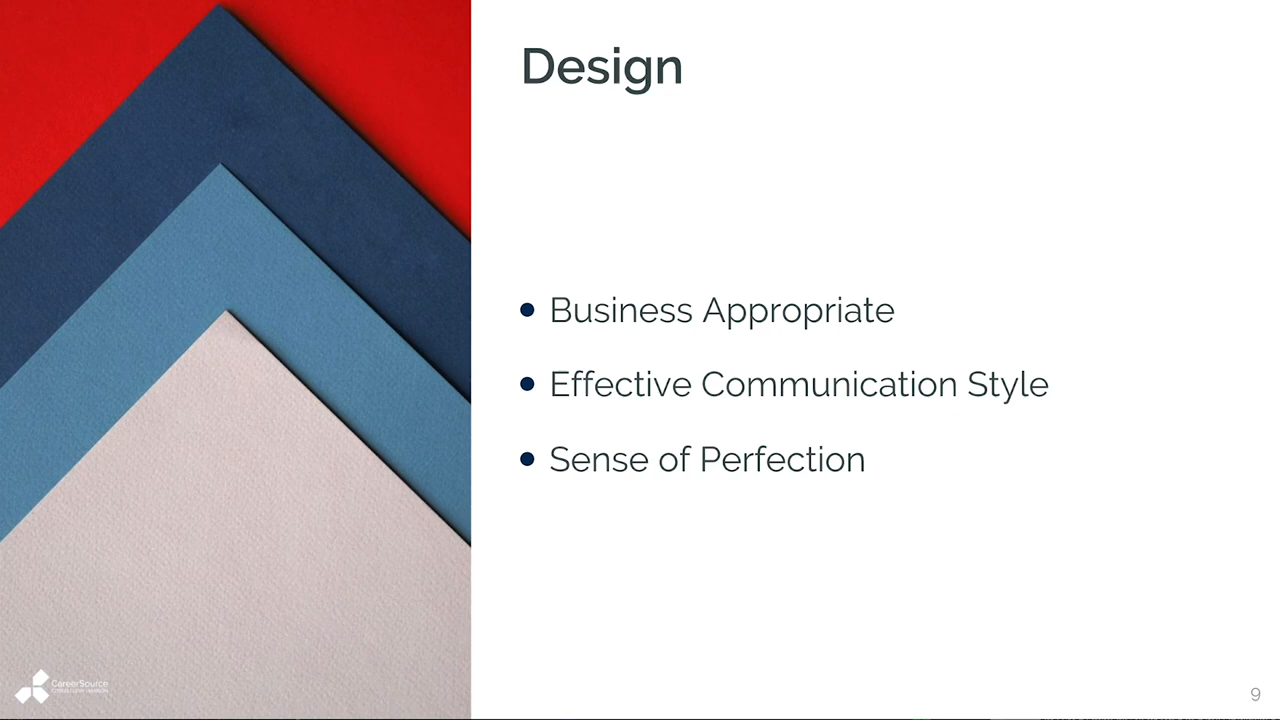 Design
Business Appropriate
Effective Communication Style
Sense of Perfection
CareerSource
9